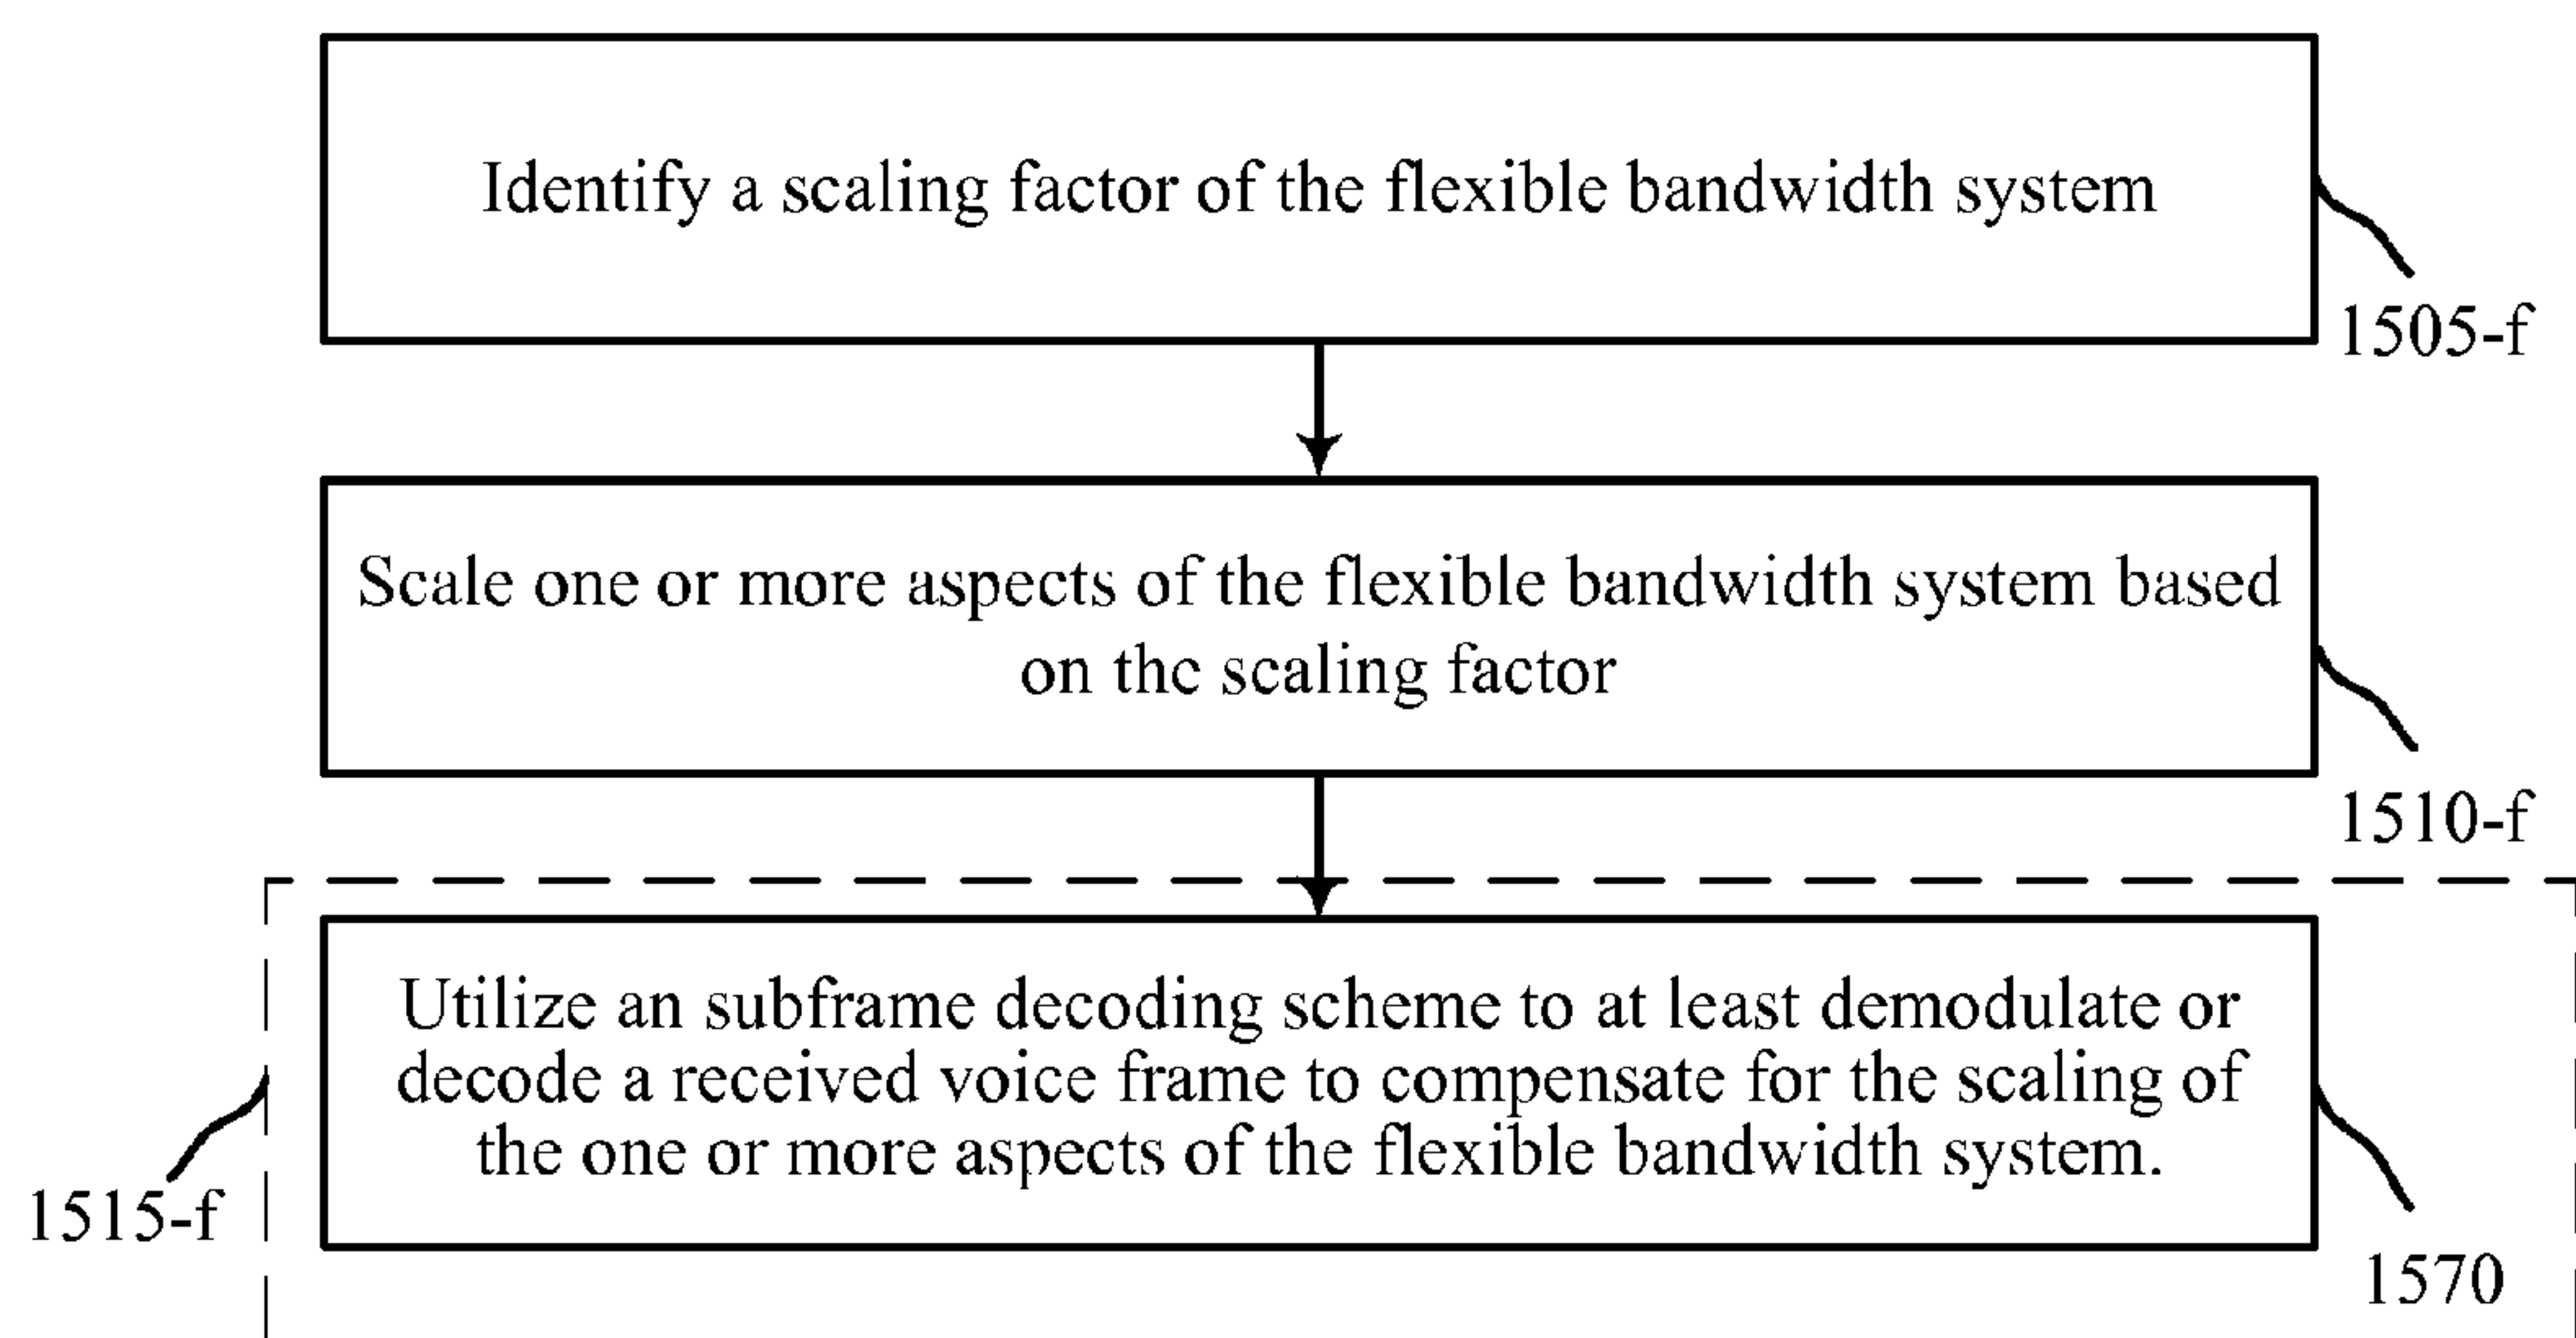 Identify a scaling factor of the flexible bandwidth system
1505-f
Scale one or more aspects of the flexible bandwidth system based
on the scaling factor
1510-f
Utilize an subframe decoding scheme to at least demodulate or
decode a received voice frame to compensate for the scaling of
the one or more aspects of the flexible bandwidth system.
1515-f
1570